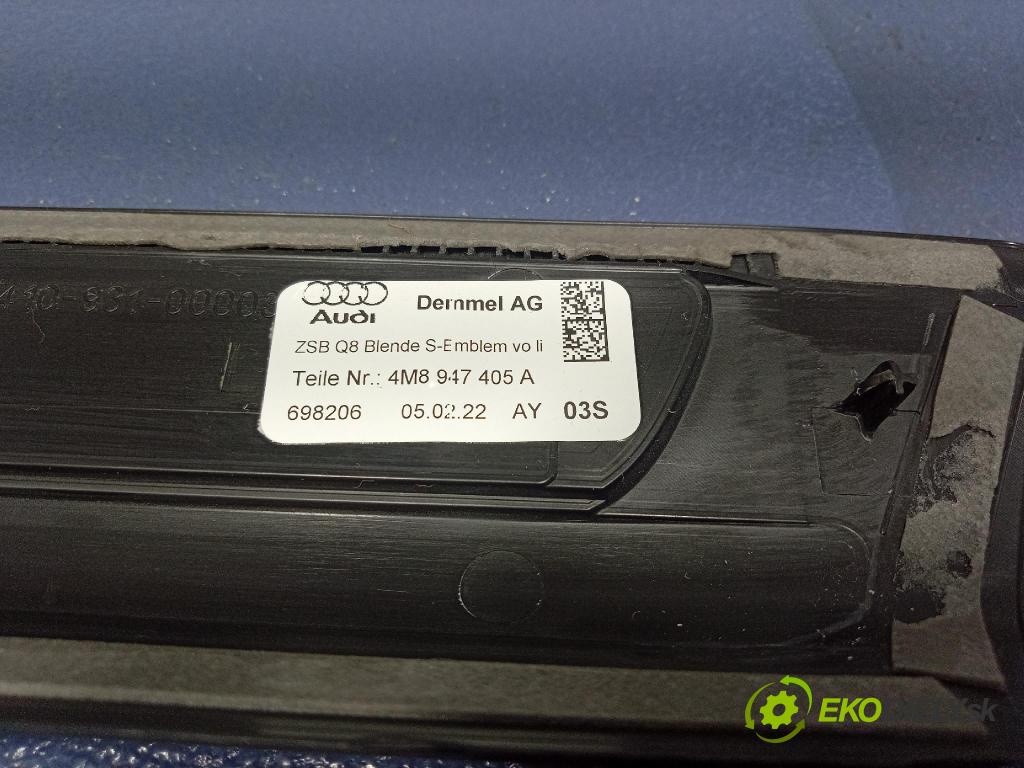 Audi
Demmel AG
ZSB Q8 Blende S-Emblem vo li
Teile Nr.: 4M8 947 405 A
698206 05.02.22 AY 03S
EKO